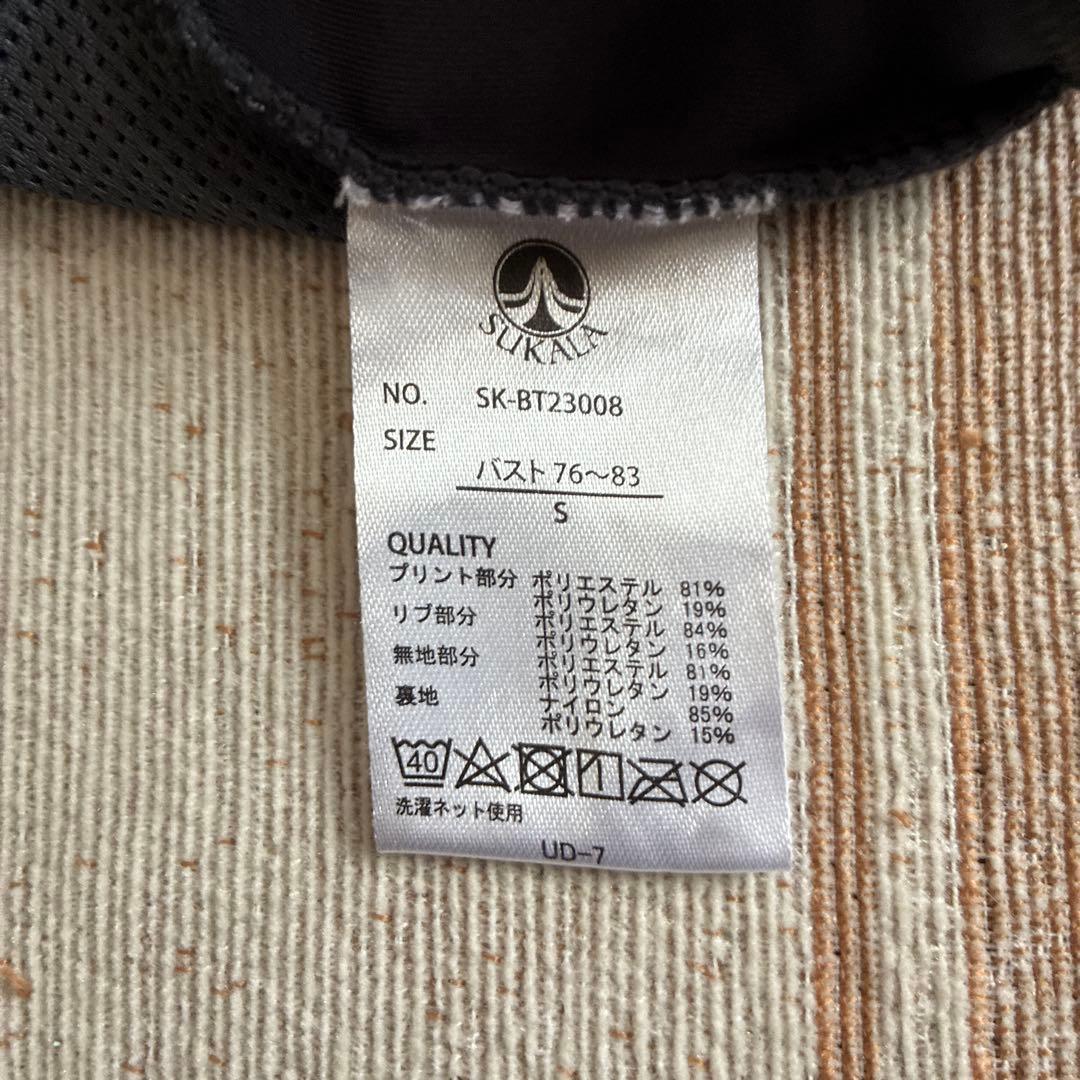 SUKALA
NO. SK-BT23008
SIZE
バスト 76～83
S
QUALITY
プリント部分 ポリエステル 81%
ポリウレタン 19%
リブ部分 ポリエステル 84%
ポリウレタン 16%
無地部分 ポリエステル 81%
ポリウレタン 19%
裏地 ナイロン 85%
ポリウレタン 15%
40
洗濯ネット使用
UD-7